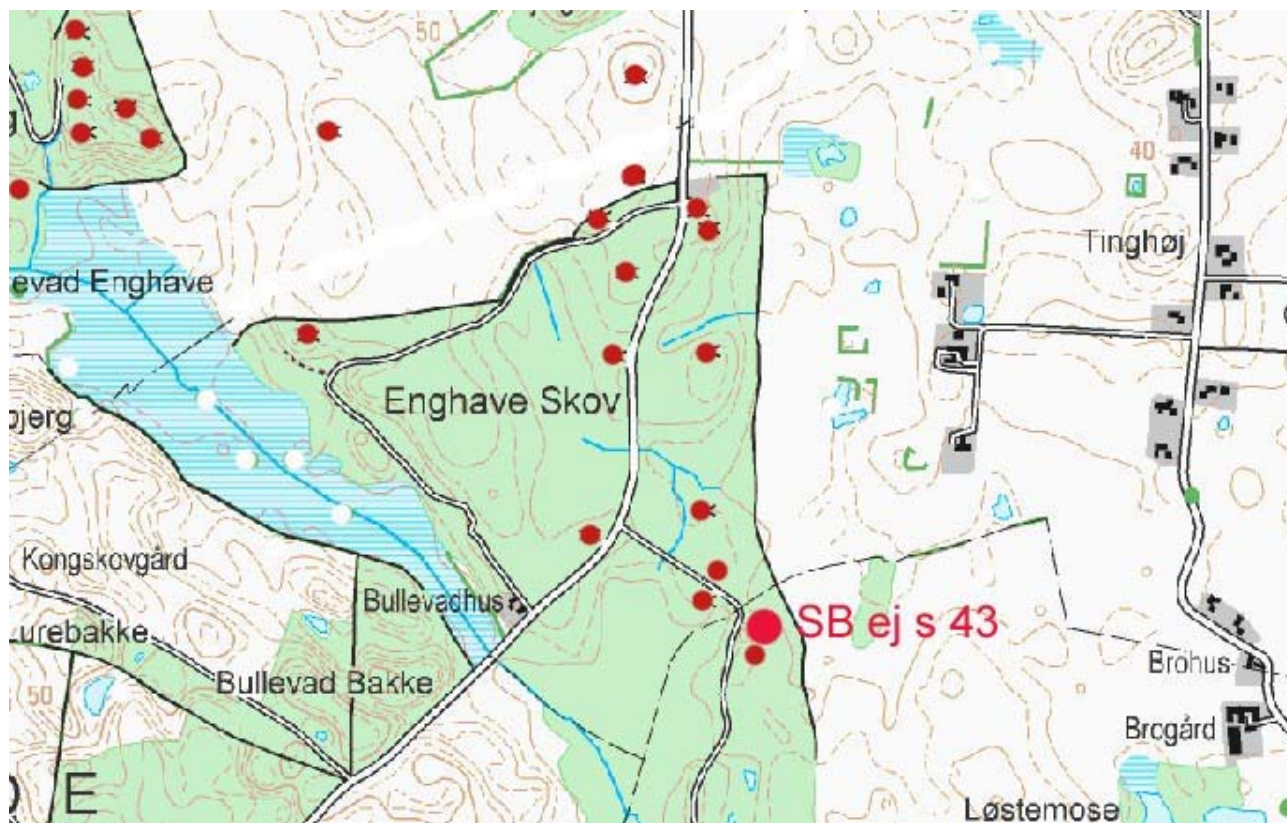 50
40
Tinghøj
evad Enghave
Enghave Skov
bjerg
Kongskovgård
Bullevadhus
SB ej s 43
urebakke
Brohus
Bullevad Bakke
50
Brogård
E
Løstemose